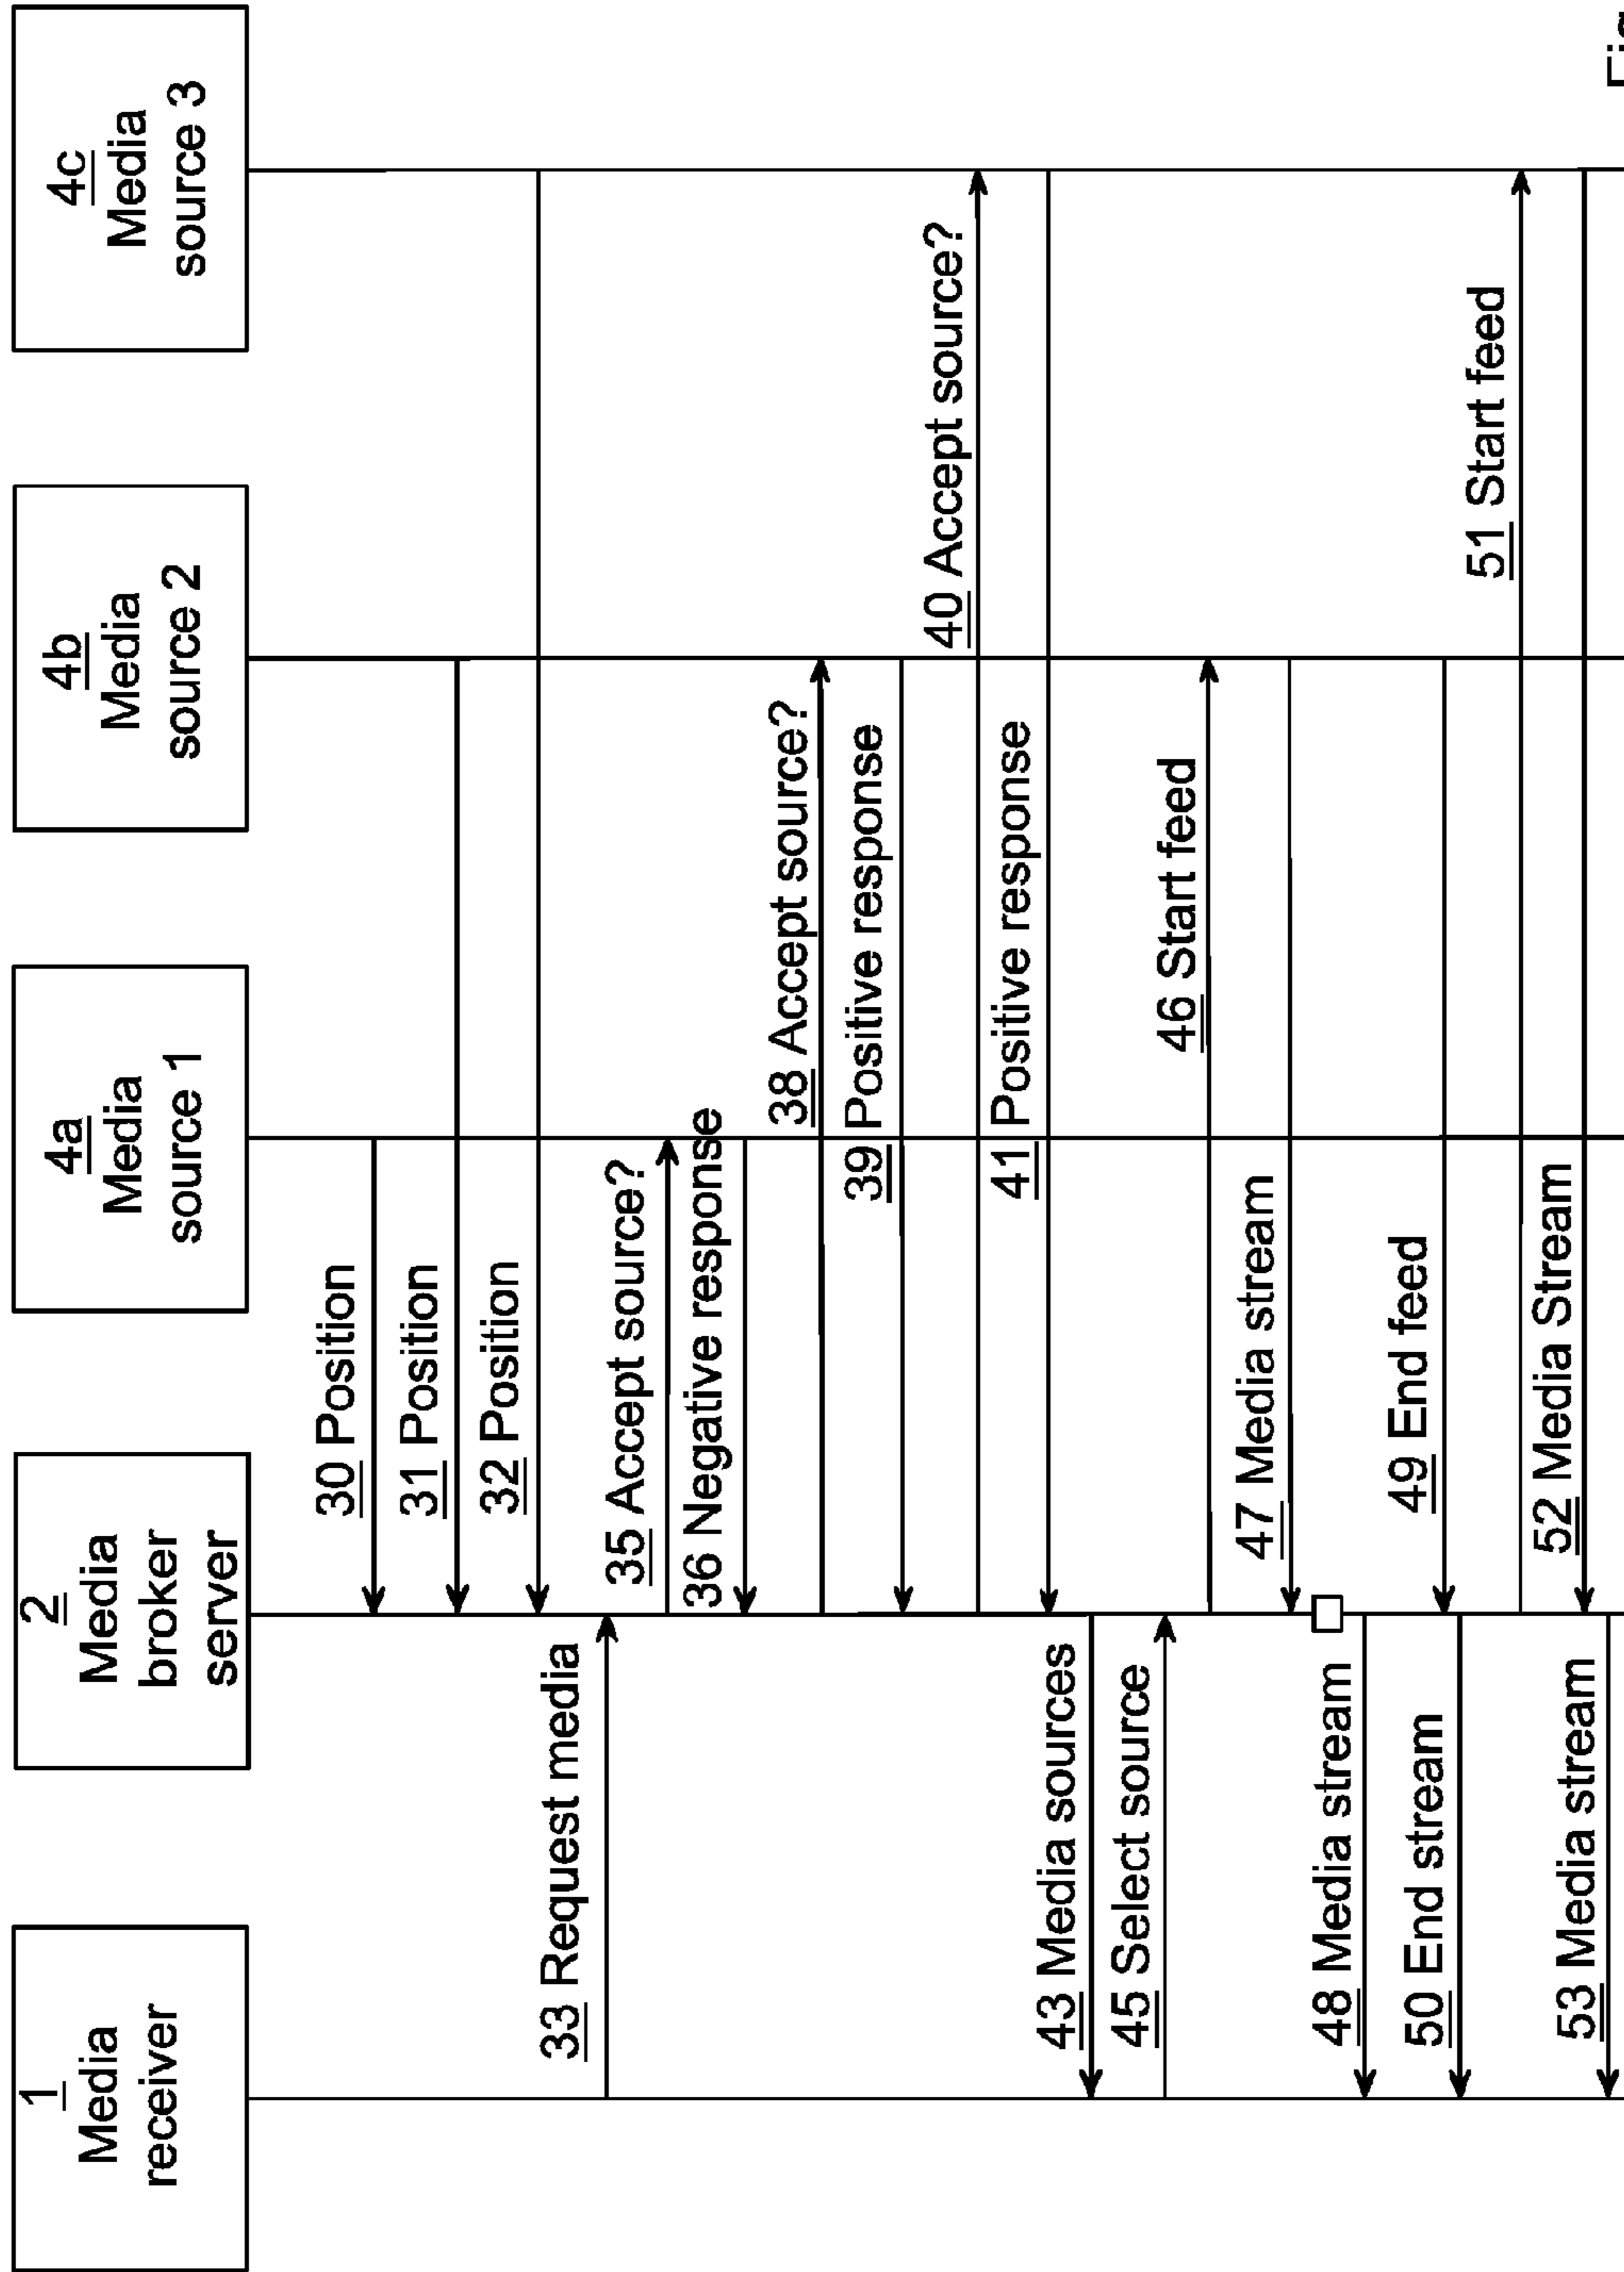 1
Media
receiver
2
Media
broker
server
4a
Media
source 1
4b
Media
source 2
4c
Media
source 3
30 Position
31 Position
32 Position
33 Request media
35 Accept source?
36 Negative response
38 Accept source?
39 Positive response
40 Accept source?
41 Positive response
43 Media sources
45 Select source
46 Start feed
47 Media stream
48 Media stream
49 End feed
50 End stream
51 Start feed
52 Media Stream
53 Media stream